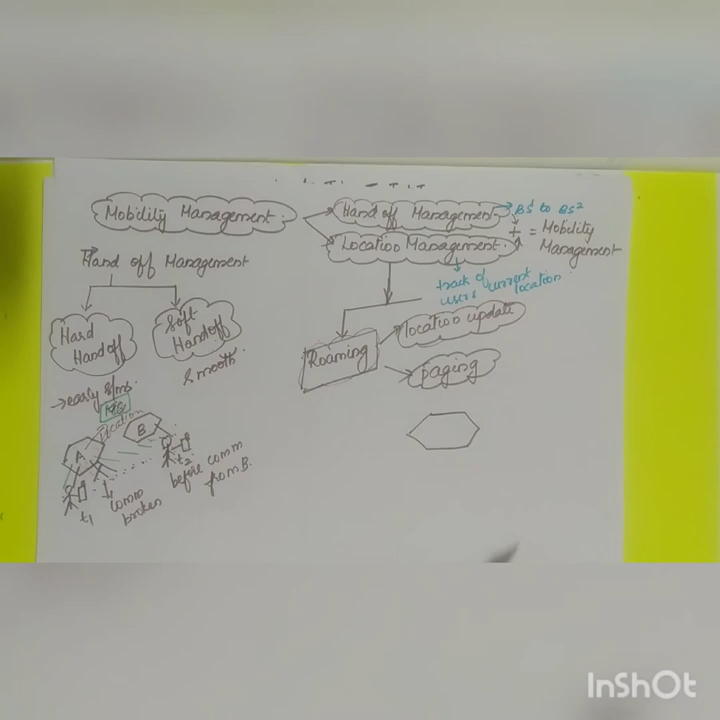 Mobility Management
Hand off Management
Location Management
BS1 to BS2
+
= Mobility
Management
track of
users current
location
Hand off Management
Hard
Handoff
Soft
Handoff
smooth.
→ early s/ms.
Roaming
location update
paging
A
B
t1
t2
comm
broken
before comm
from B.
InShOt